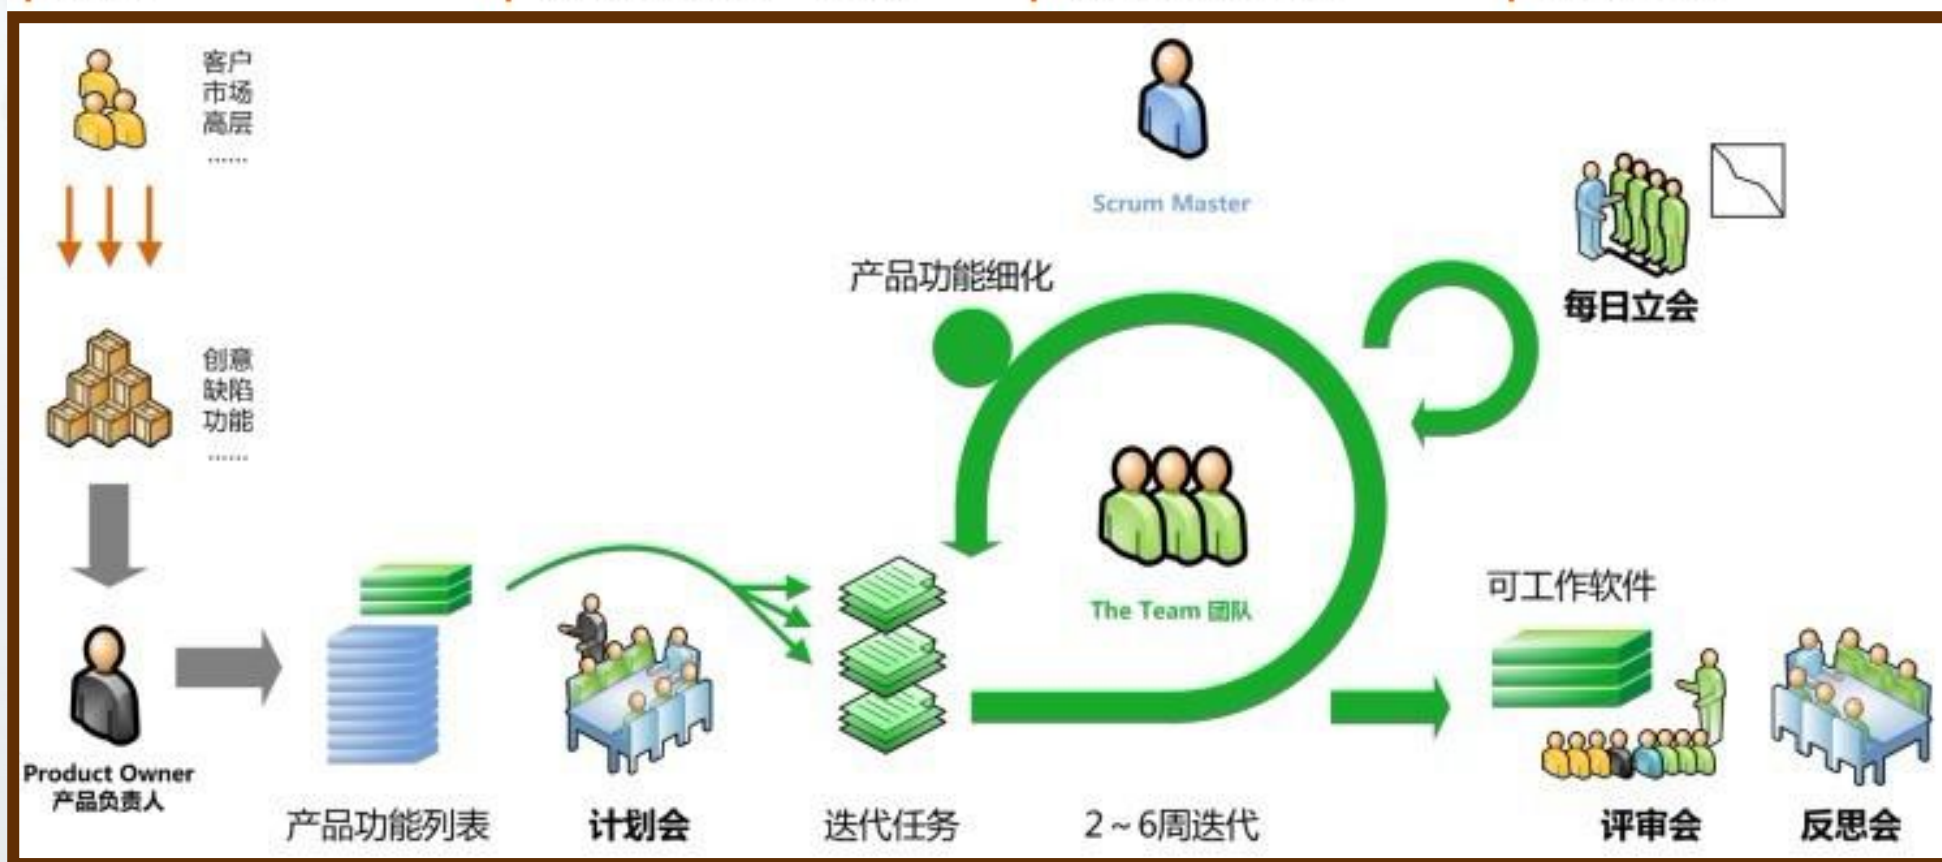 客户
市场
高层
......
Scrum Master
产品功能细化
每日立会
创意
缺陷
功能
......
可工作软件
The Team 团队
Product Owner
产品负责人
产品功能列表
计划会
迭代任务
2～6周迭代
评审会
反思会